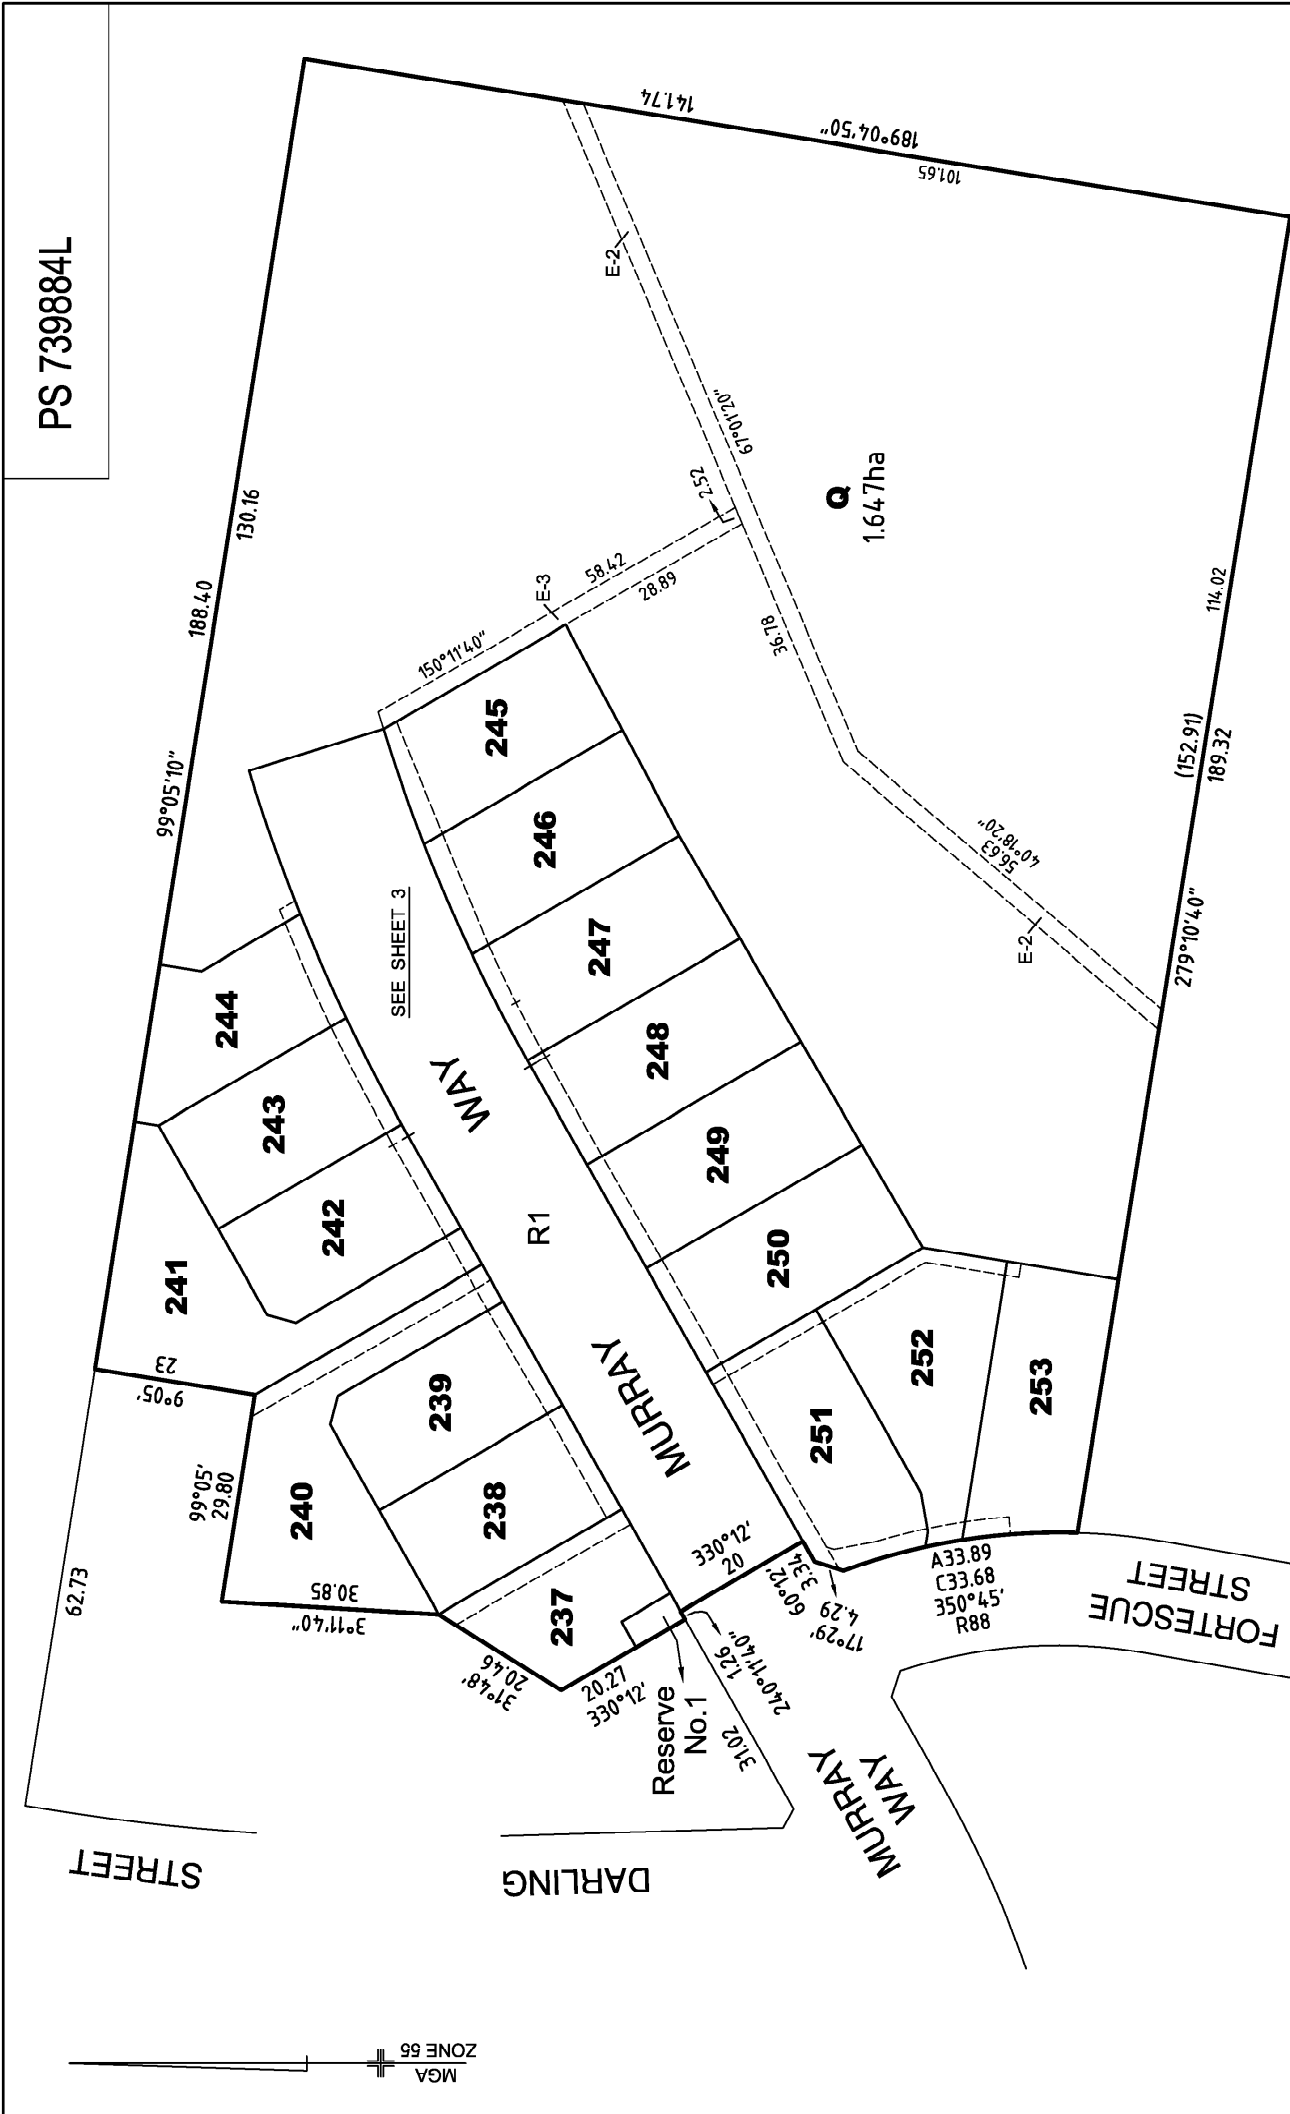 PS 739884L
STREET
DARLING
62.73
99°05'10"
188.40
130.16
141.74
189°04'50"
101.65
9°05'
23
99°05'
29.80
3°11'40"
30.85
31°48'
20.46
20.27
330°12'
Reserve
No.1
31.02
1.26
240°11'40"
330°12'
20
60°12'
3.34
17°29'
4.29
A33.89
C33.68
350°45'
R88
237
238
239
240
241
242
243
244
245
246
247
248
249
250
251
252
253
MURRAY
WAY
R1
SEE SHEET 3
150°11'40"
E-3
58.42
28.89
2.52
E-2
67°01'20"
36.78
Q
1.647ha
40°18'20"
56.63
E-2
114.02
(152.91)
189.32
279°10'40"
MURRAY
WAY
FORTESCUE
STREET
MGA
ZONE 55